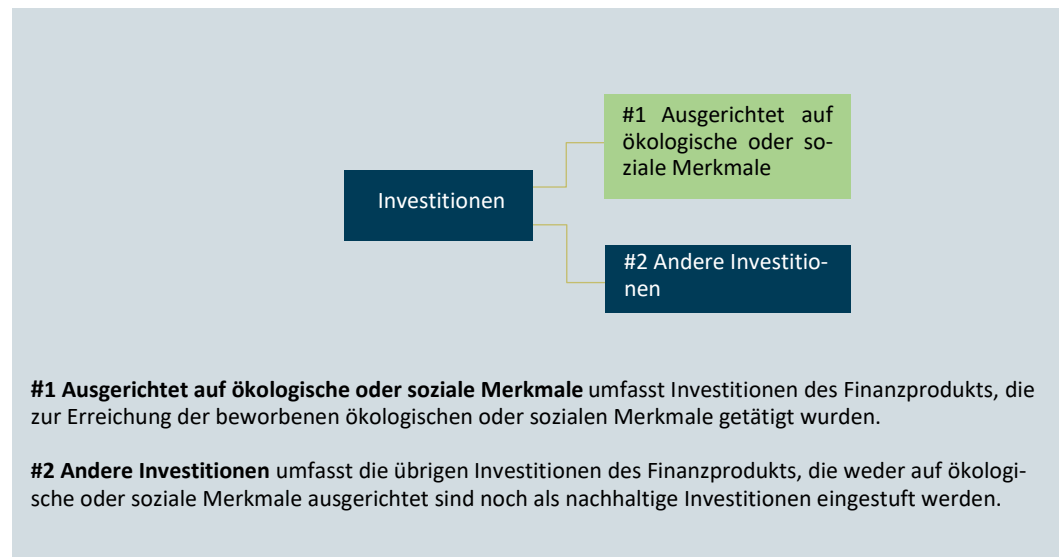 #1 Ausgerichtet auf
ökologische oder so-
ziale Merkmale
Investitionen
#2 Andere Investitio-
nen
#1 Ausgerichtet auf ökologische oder soziale Merkmale umfasst Investitionen des Finanzprodukts, die
zur Erreichung der beworbenen ökologischen oder sozialen Merkmale getätigt wurden.
#2 Andere Investitionen umfasst die übrigen Investitionen des Finanzprodukts, die weder auf ökologi-
sche oder soziale Merkmale ausgerichtet sind noch als nachhaltige Investitionen eingestuft werden.